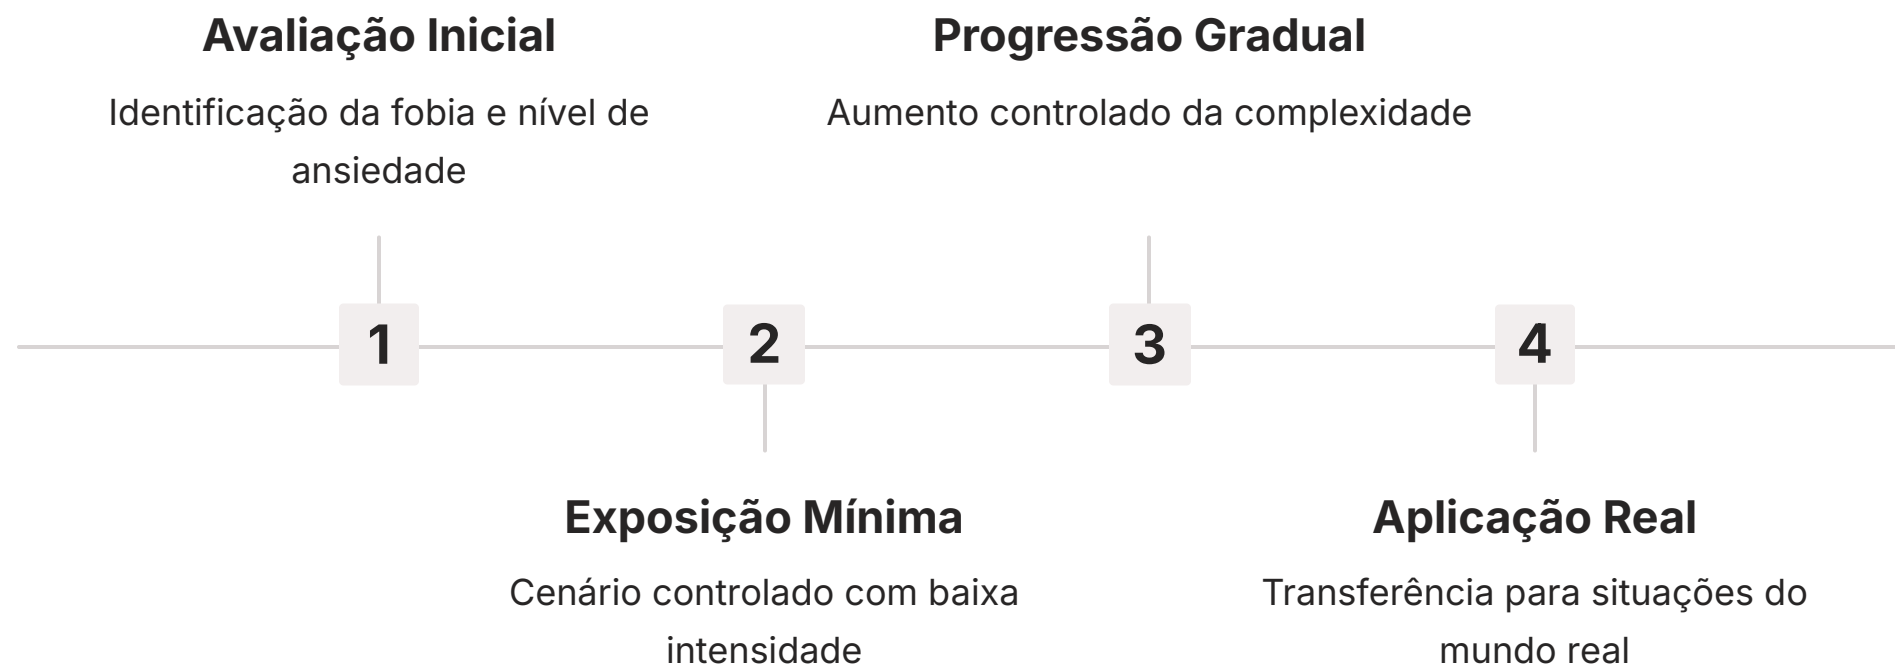 Avaliação Inicial
Identificação da fobia e nível de
ansiedade
Progressão Gradual
Aumento controlado da complexidade
1
2
3
4
Exposição Mínima
Cenário controlado com baixa
intensidade
Aplicação Real
Transferência para situações do
mundo real